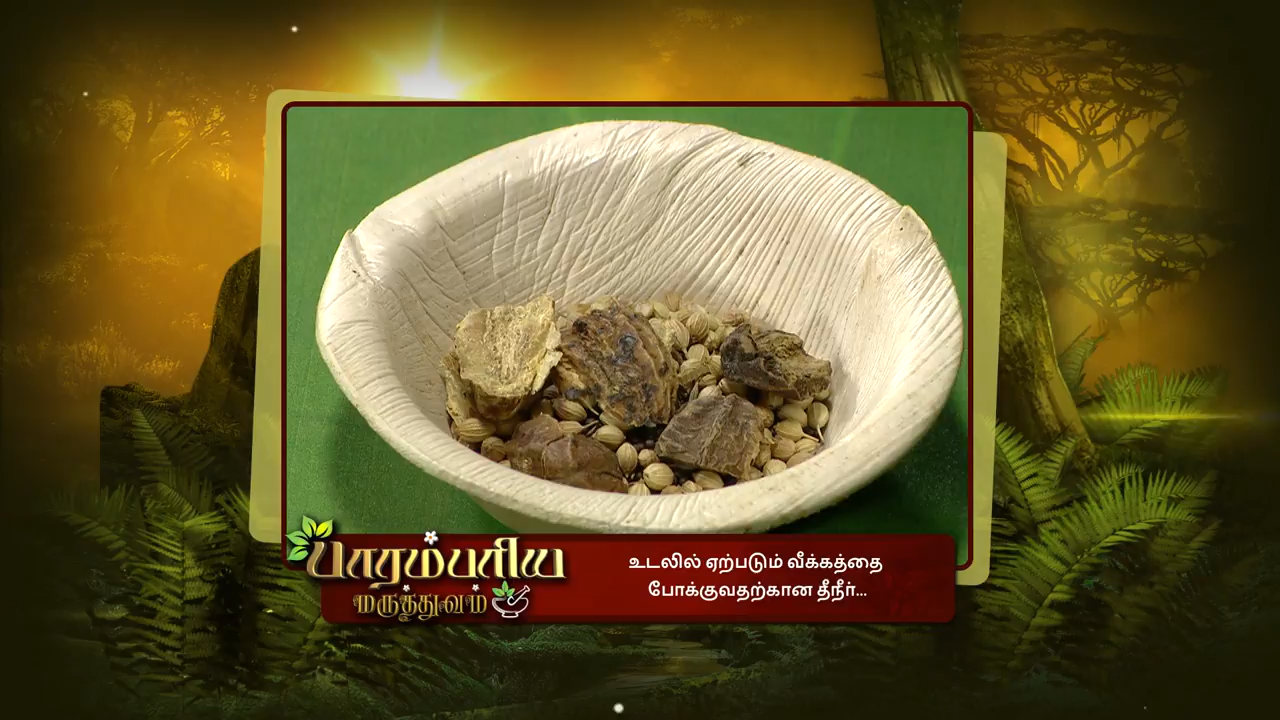 பாரம்பரிய
மருத்துவம்
உடலில் ஏற்படும் வீக்கத்தை
போக்குவதற்கான தீநீர்...